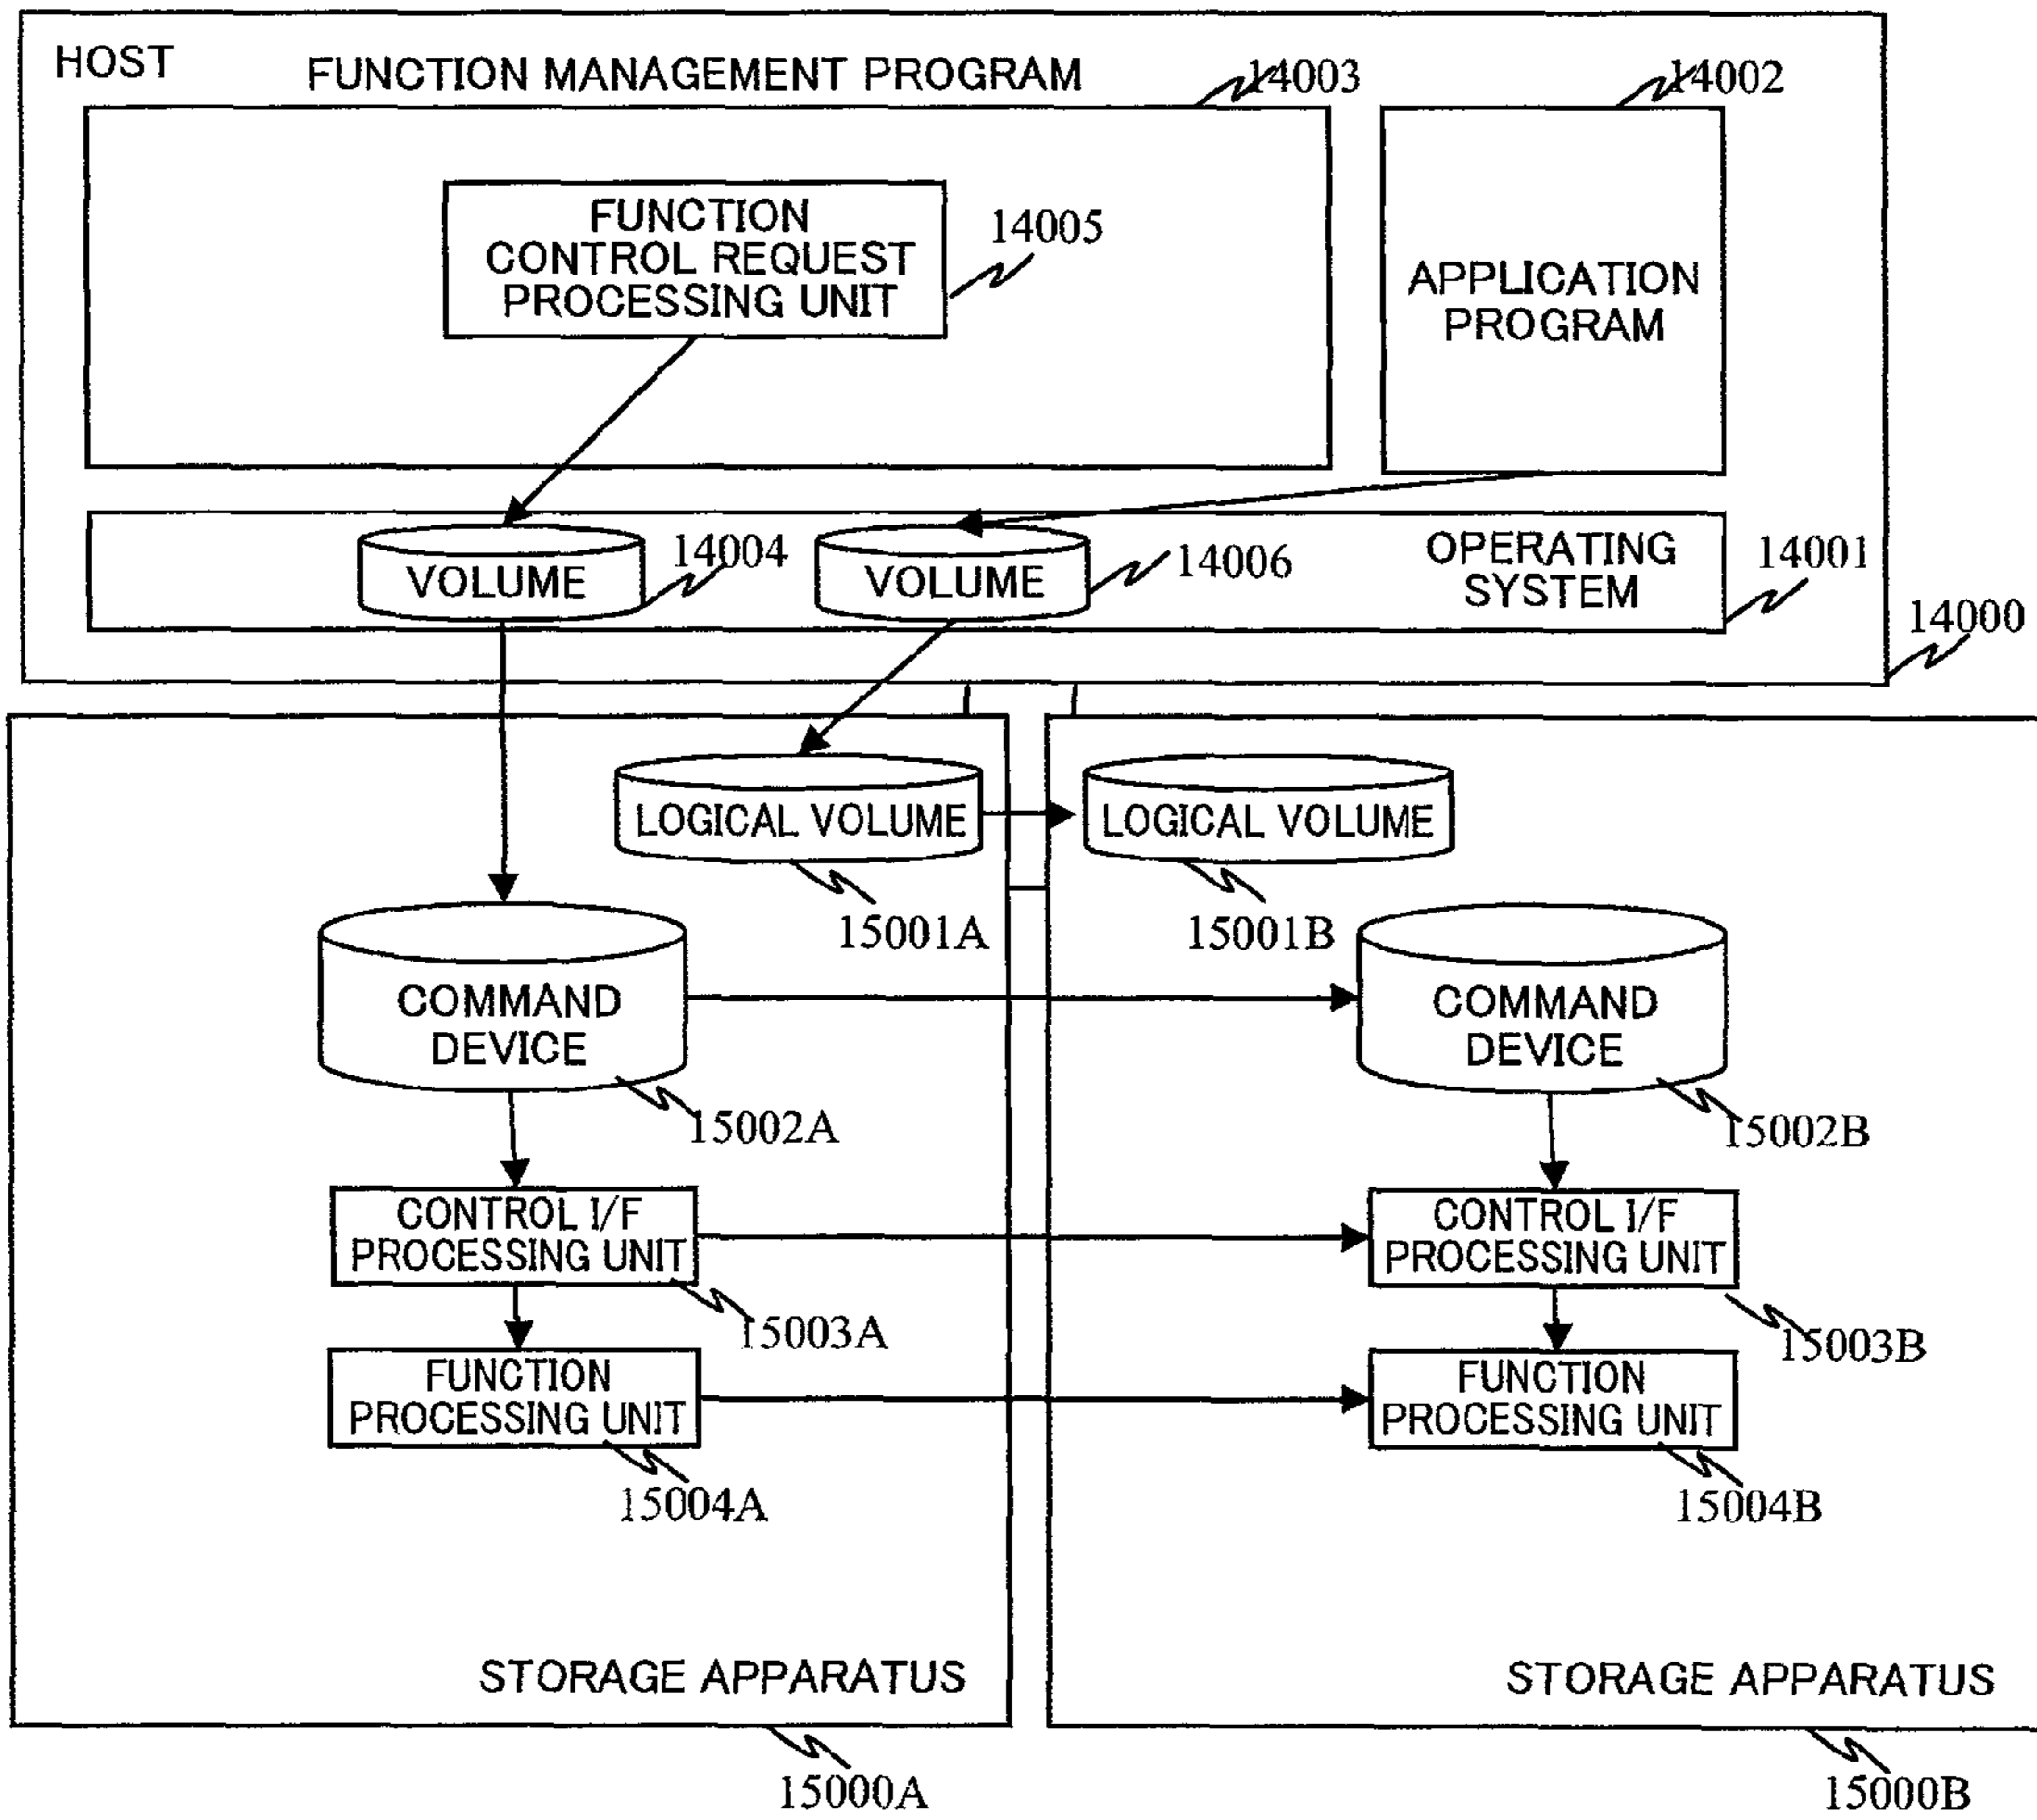 HOST
FUNCTION MANAGEMENT PROGRAM
14003
14002
FUNCTION
CONTROL REQUEST
PROCESSING UNIT
14005
APPLICATION
PROGRAM
VOLUME
14004
VOLUME
14006
OPERATING
SYSTEM
14001
14000
LOGICAL VOLUME
LOGICAL VOLUME
15001A
15001B
COMMAND
DEVICE
COMMAND
DEVICE
15002A
15002B
CONTROL I/F
PROCESSING UNIT
CONTROL I/F
PROCESSING UNIT
15003A
15003B
FUNCTION
PROCESSING UNIT
FUNCTION
PROCESSING UNIT
15004A
15004B
STORAGE APPARATUS
STORAGE APPARATUS
15000A
15000B